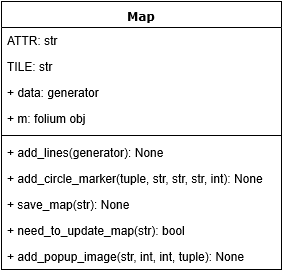 Map
ATTR: str
TILE: str
+ data: generator
+ m: folium obj
+ add_lines(generator): None
+ add_circle_marker(tuple, str, str, str, int): None
+ save_map(str): None
+ need_to_update_map(str): bool
+ add_popup_image(str, int, int, tuple): None